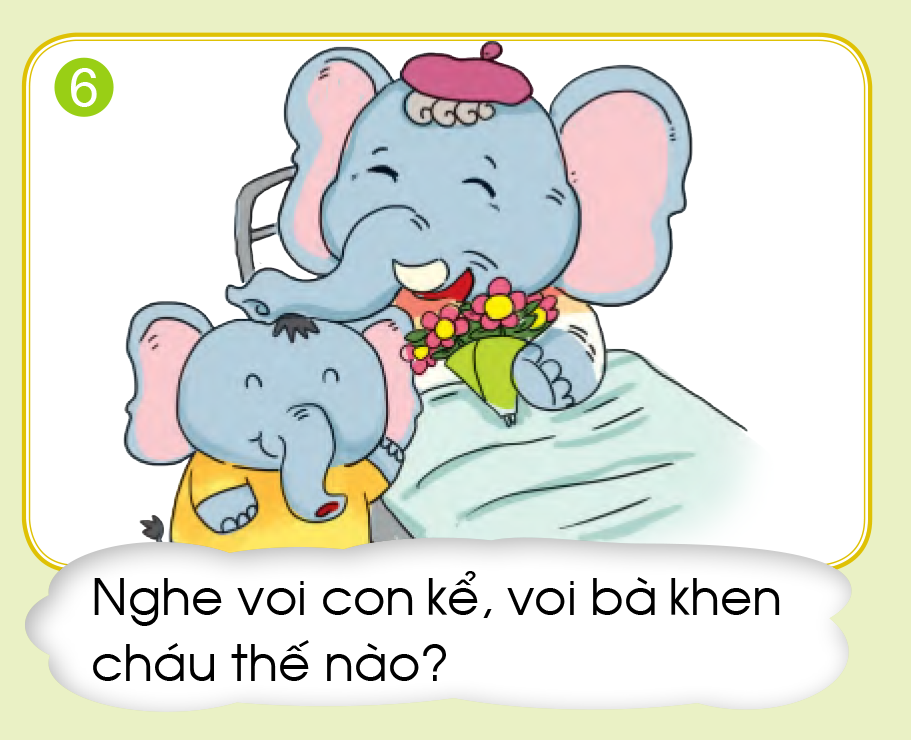 6
Nghe voi con kể, voi bà khen
cháu thế nào?